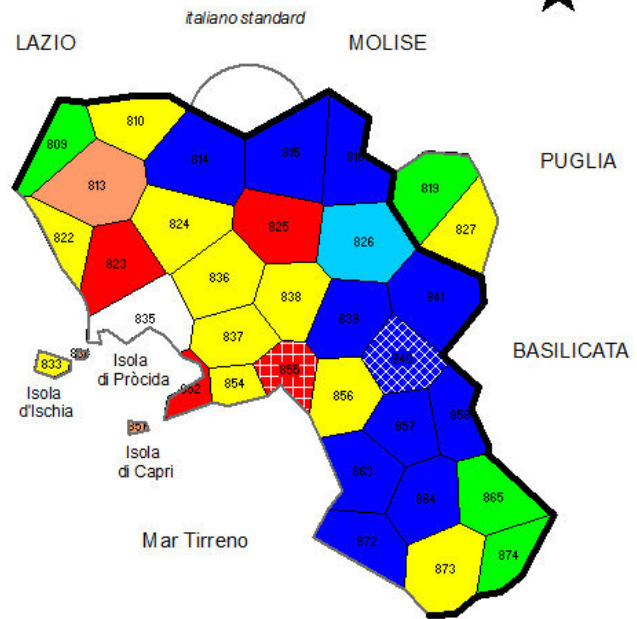 italiano standard
LAZIO
MOLISE
PUGLIA
BASILICATA
809
810
814
815
813
819
822
824
825
826
827
823
836
838
841
835
839
837
833
Isola
di Pròcida
Isola
d'Ischia
854
855
856
857
858
Isola
di Capri
863
864
865
872
873
874
Mar Tirreno